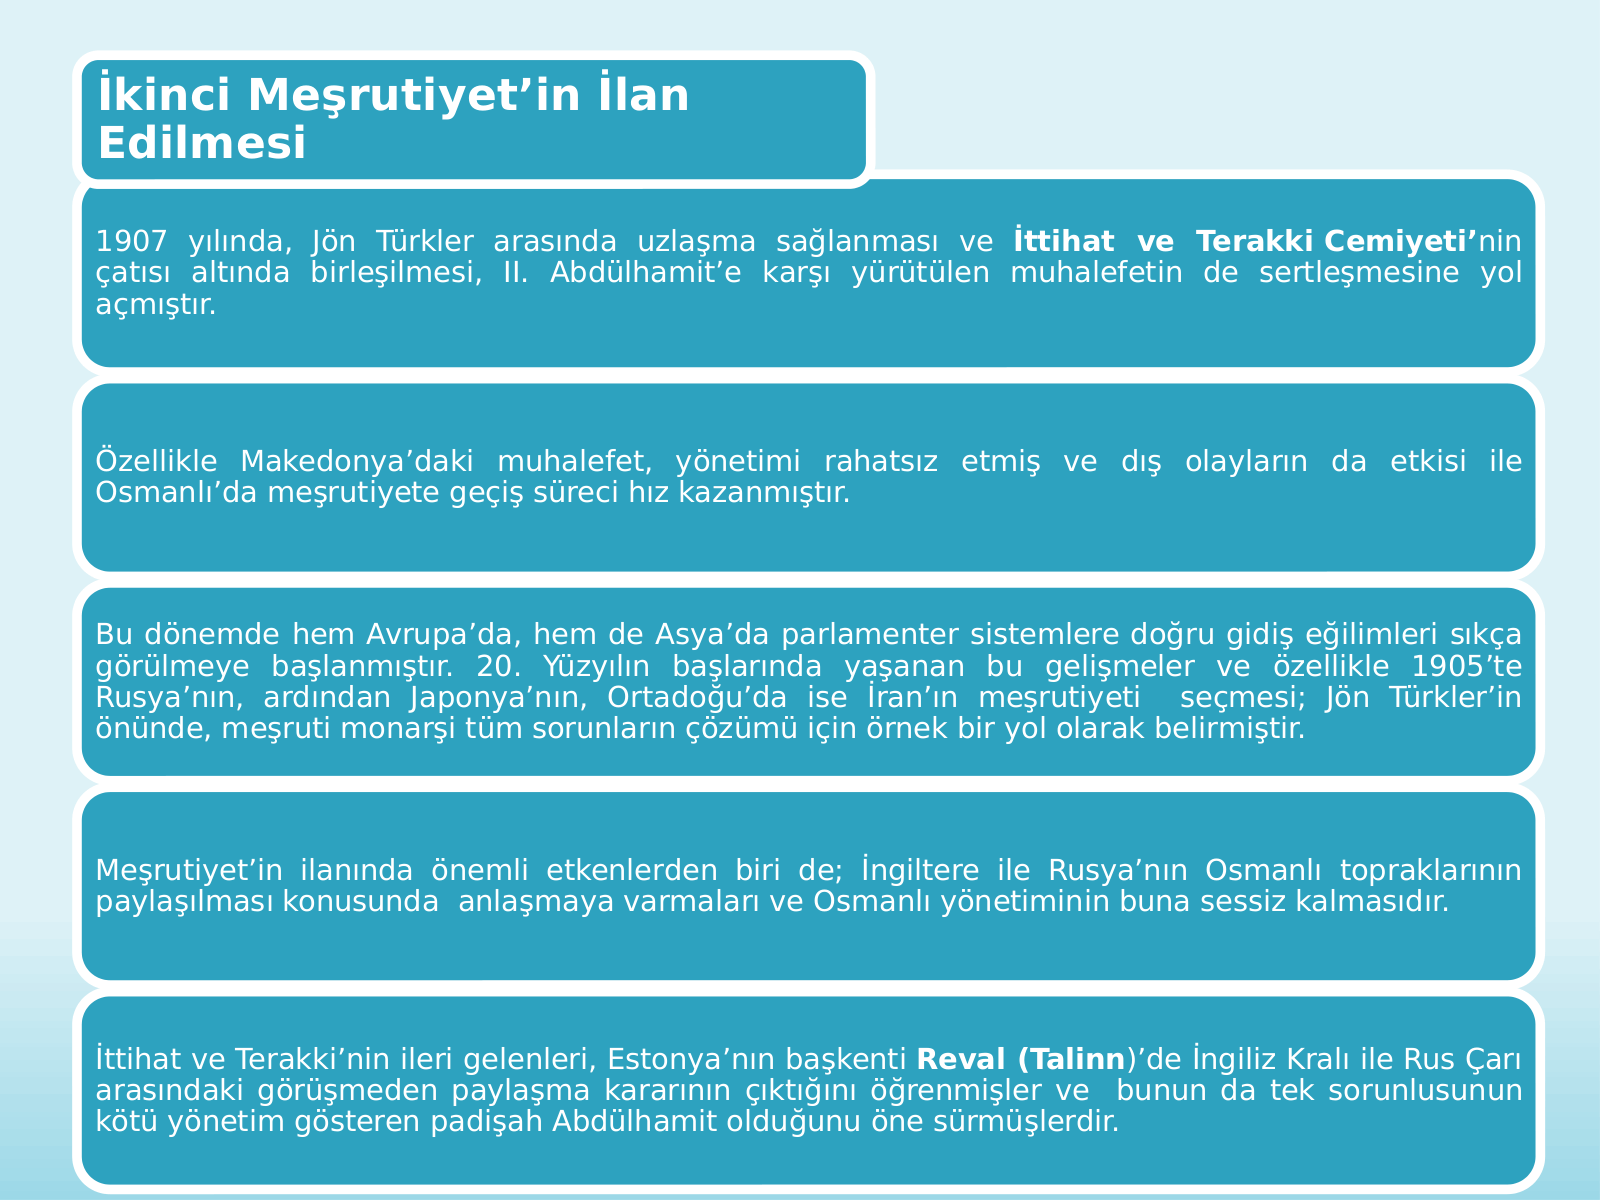 İkinci Meşrutiyet’in İlan
Edilmesi
1907 yılında, Jön Türkler arasında uzlaşma sağlanması ve İttihat ve Terakki Cemiyeti’nin
çatısı altında birleşilmesi, II. Abdülhamit’e karşı yürütülen muhalefetin de sertleşmesine yol
açmıştır.
Özellikle Makedonya’daki muhalefet, yönetimi rahatsız etmiş ve dış olayların da etkisi ile
Osmanlı’da meşrutiyete geçiş süreci hız kazanmıştır.
Bu dönemde hem Avrupa’da, hem de Asya’da parlamenter sistemlere doğru gidiş eğilimleri sıkça
görülmeye başlanmıştır. 20. Yüzyılın başlarında yaşanan bu gelişmeler ve özellikle 1905’te
Rusya’nın, ardından Japonya’nın, Ortadoğu’da ise İran’ın meşrutiyeti  seçmesi; Jön Türkler’in
önünde, meşruti monarşi tüm sorunların çözümü için örnek bir yol olarak belirmiştir.
Meşrutiyet’in ilanında önemli etkenlerden biri de; İngiltere ile Rusya’nın Osmanlı topraklarının
paylaşılması konusunda  anlaşmaya varmaları ve Osmanlı yönetiminin buna sessiz kalmasıdır.
İttihat ve Terakki’nin ileri gelenleri, Estonya’nın başkenti Reval (Talinn)’de İngiliz Kralı ile Rus Çarı
arasındaki görüşmeden paylaşma kararının çıktığını öğrenmişler ve  bunun da tek sorunlusunun
kötü yönetim gösteren padişah Abdülhamit olduğunu öne sürmüşlerdir.